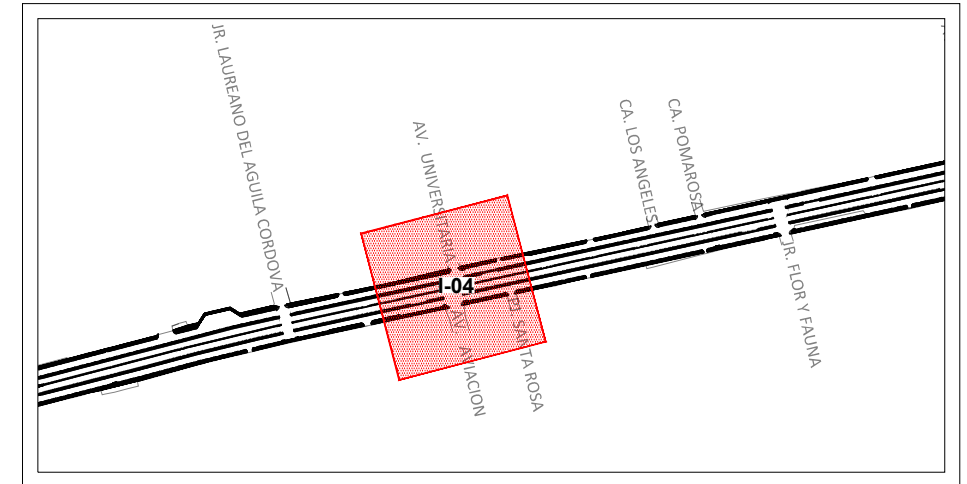 JR. LAUREANO DEL AGUILA CORDOVA
AV. UNIVERSITARIA
CA. LOS ANGELES
CA. POMAROSA
I-04
AV. AVIACION
PJ. SANTA ROSA
JR. FLOR Y FAUNA